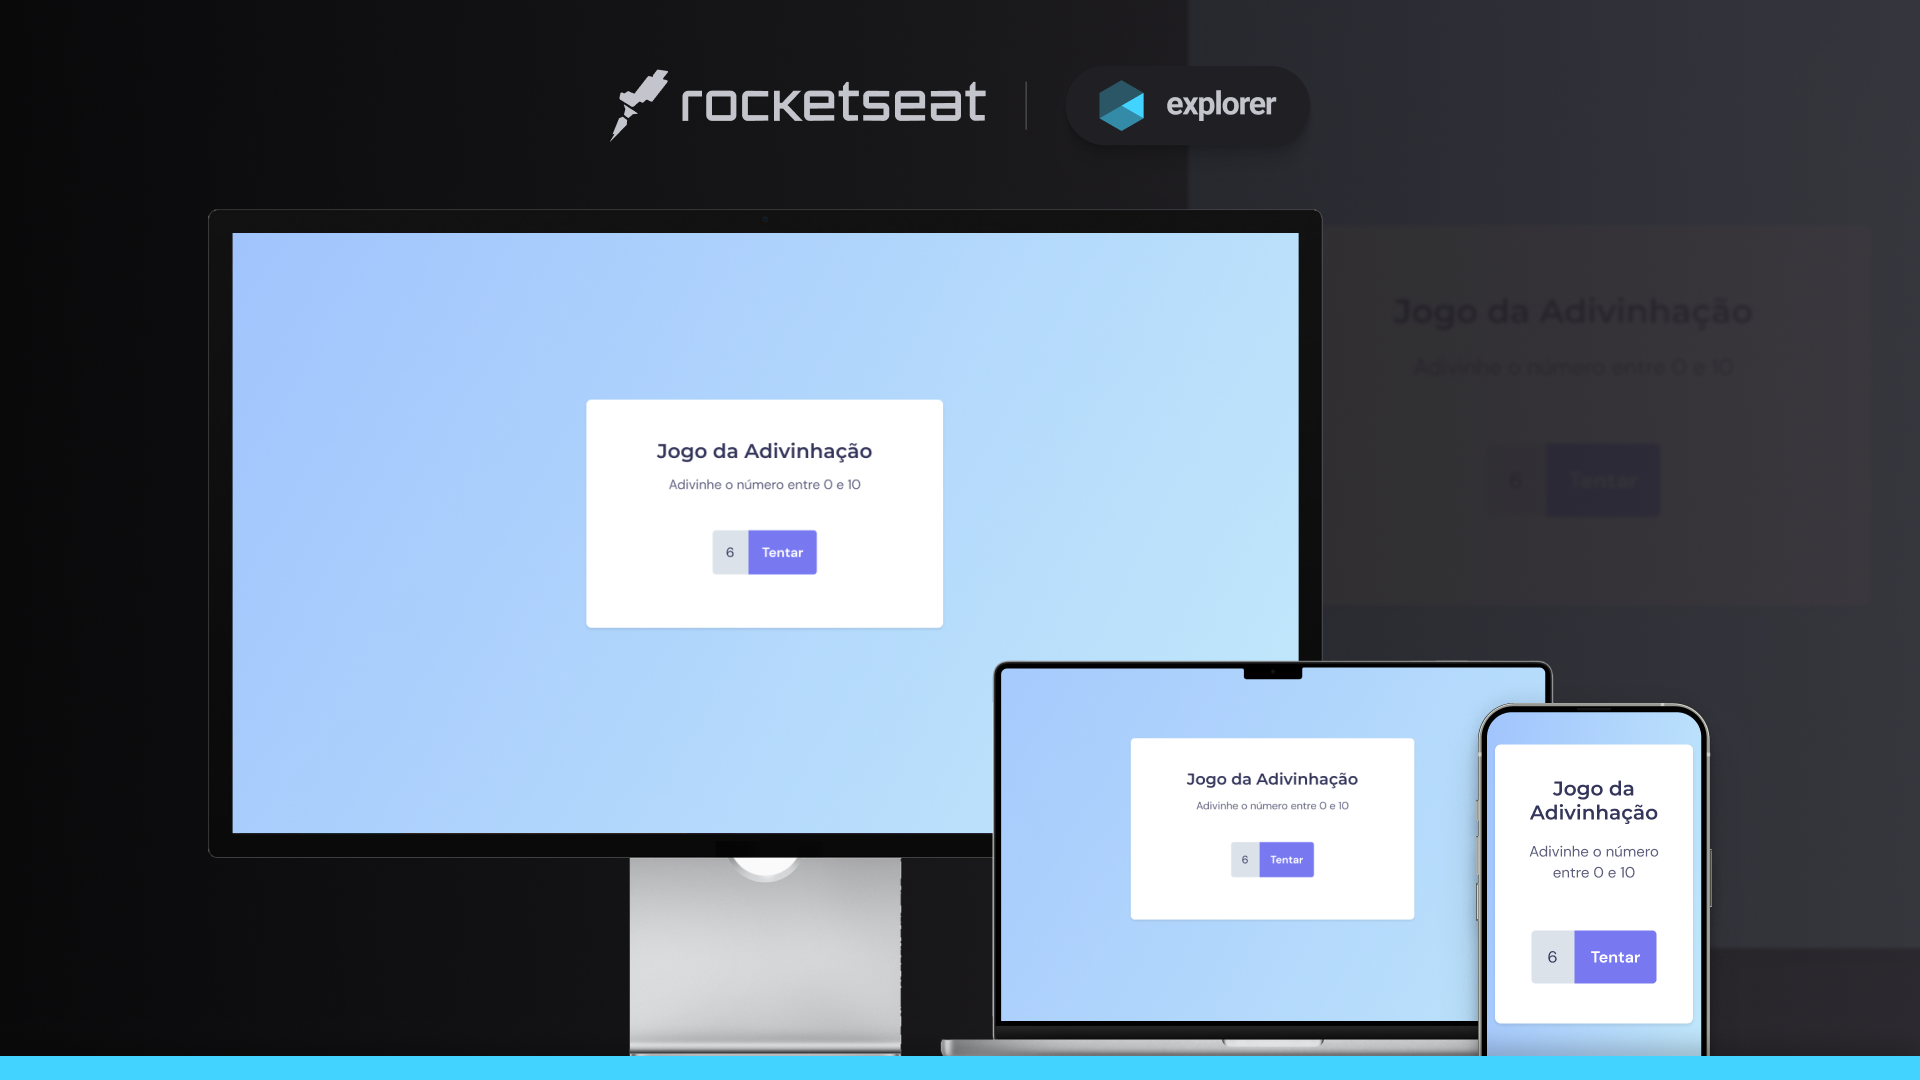 rocketseat
explorer
Jogo da Adivinhação
Adivinhe o número entre 0 e 10
6 Tentar
Jogo da Adivinhação
Adivinhe o número entre 0 e 10
6 Tentar
Jogo da Adivinhação
Adivinhe o número entre 0 e 10
6 Tentar
Jogo da
Adivinhação
Adivinhe o número
entre 0 e 10
6 Tentar